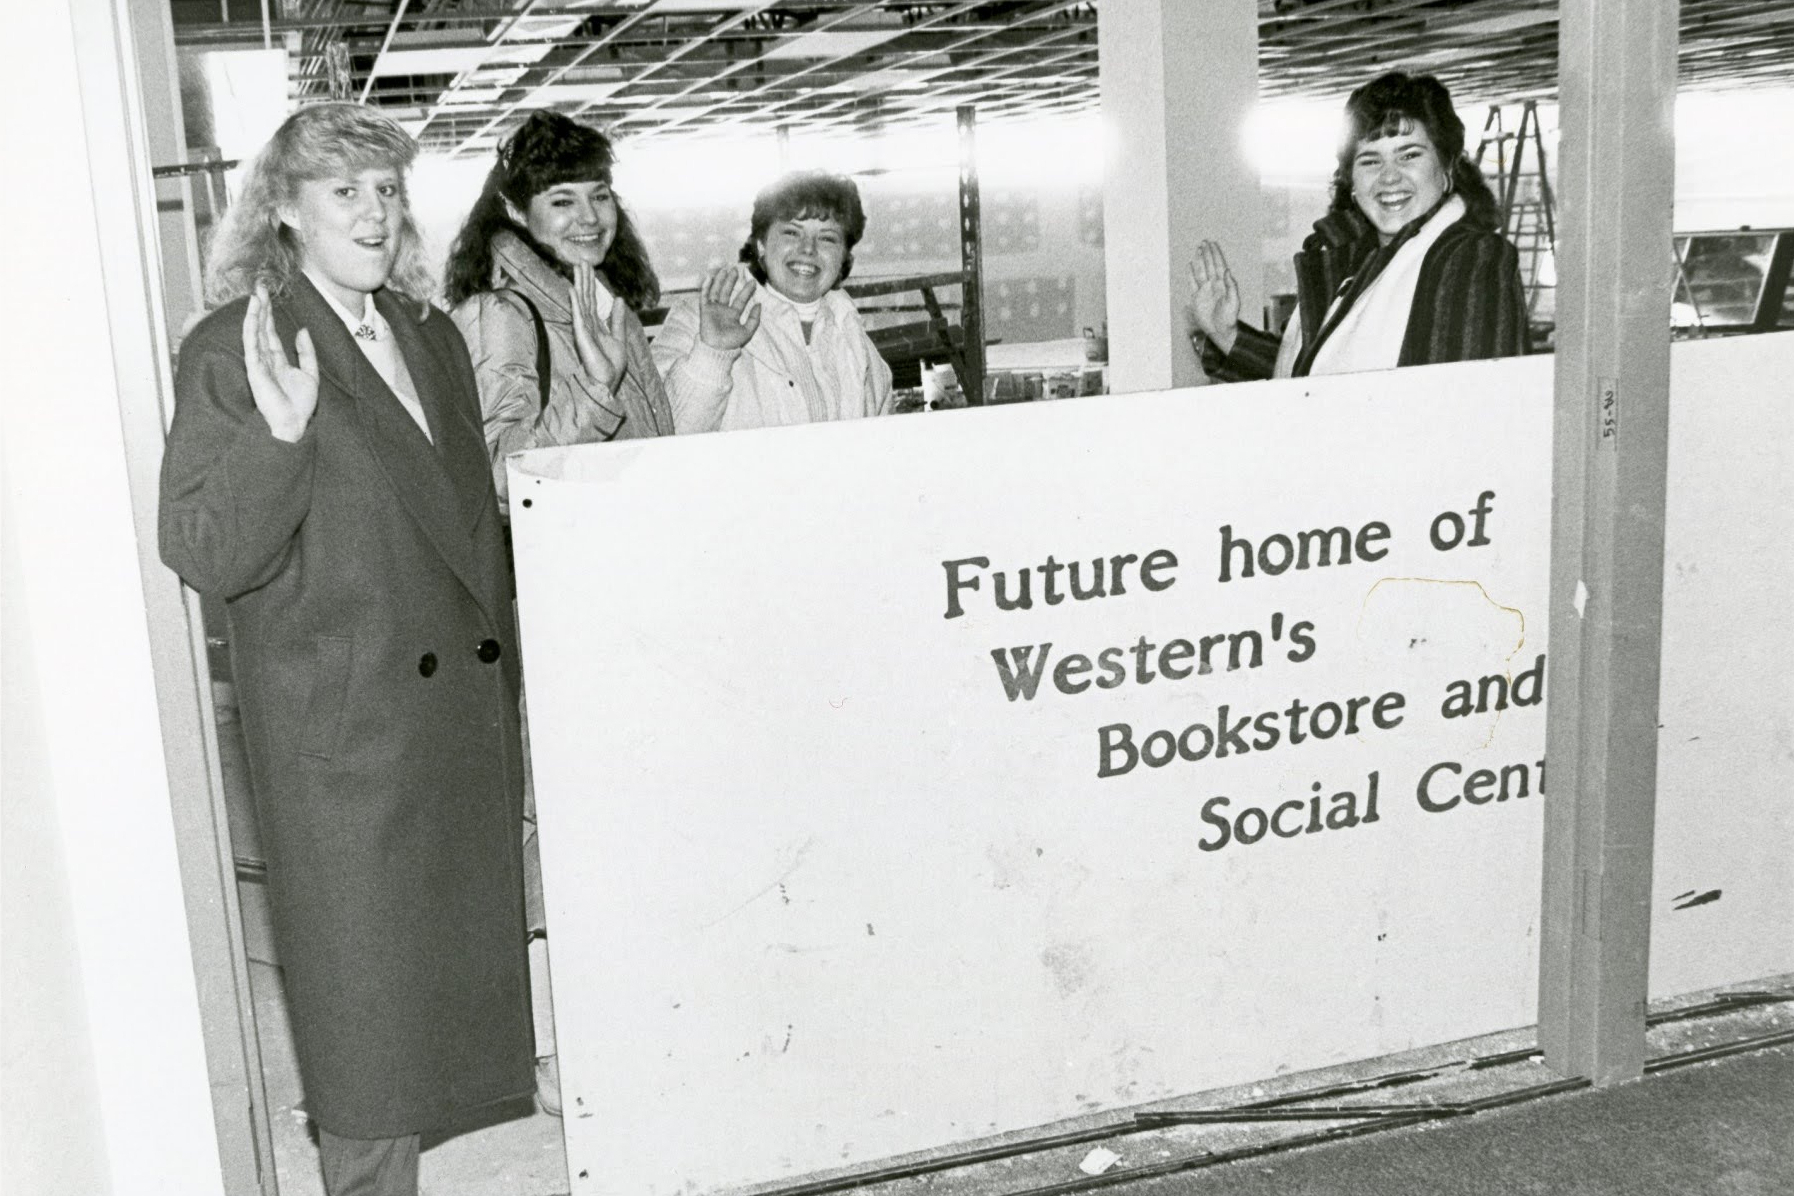 Future home of
Western's
Bookstore and
Social Cent